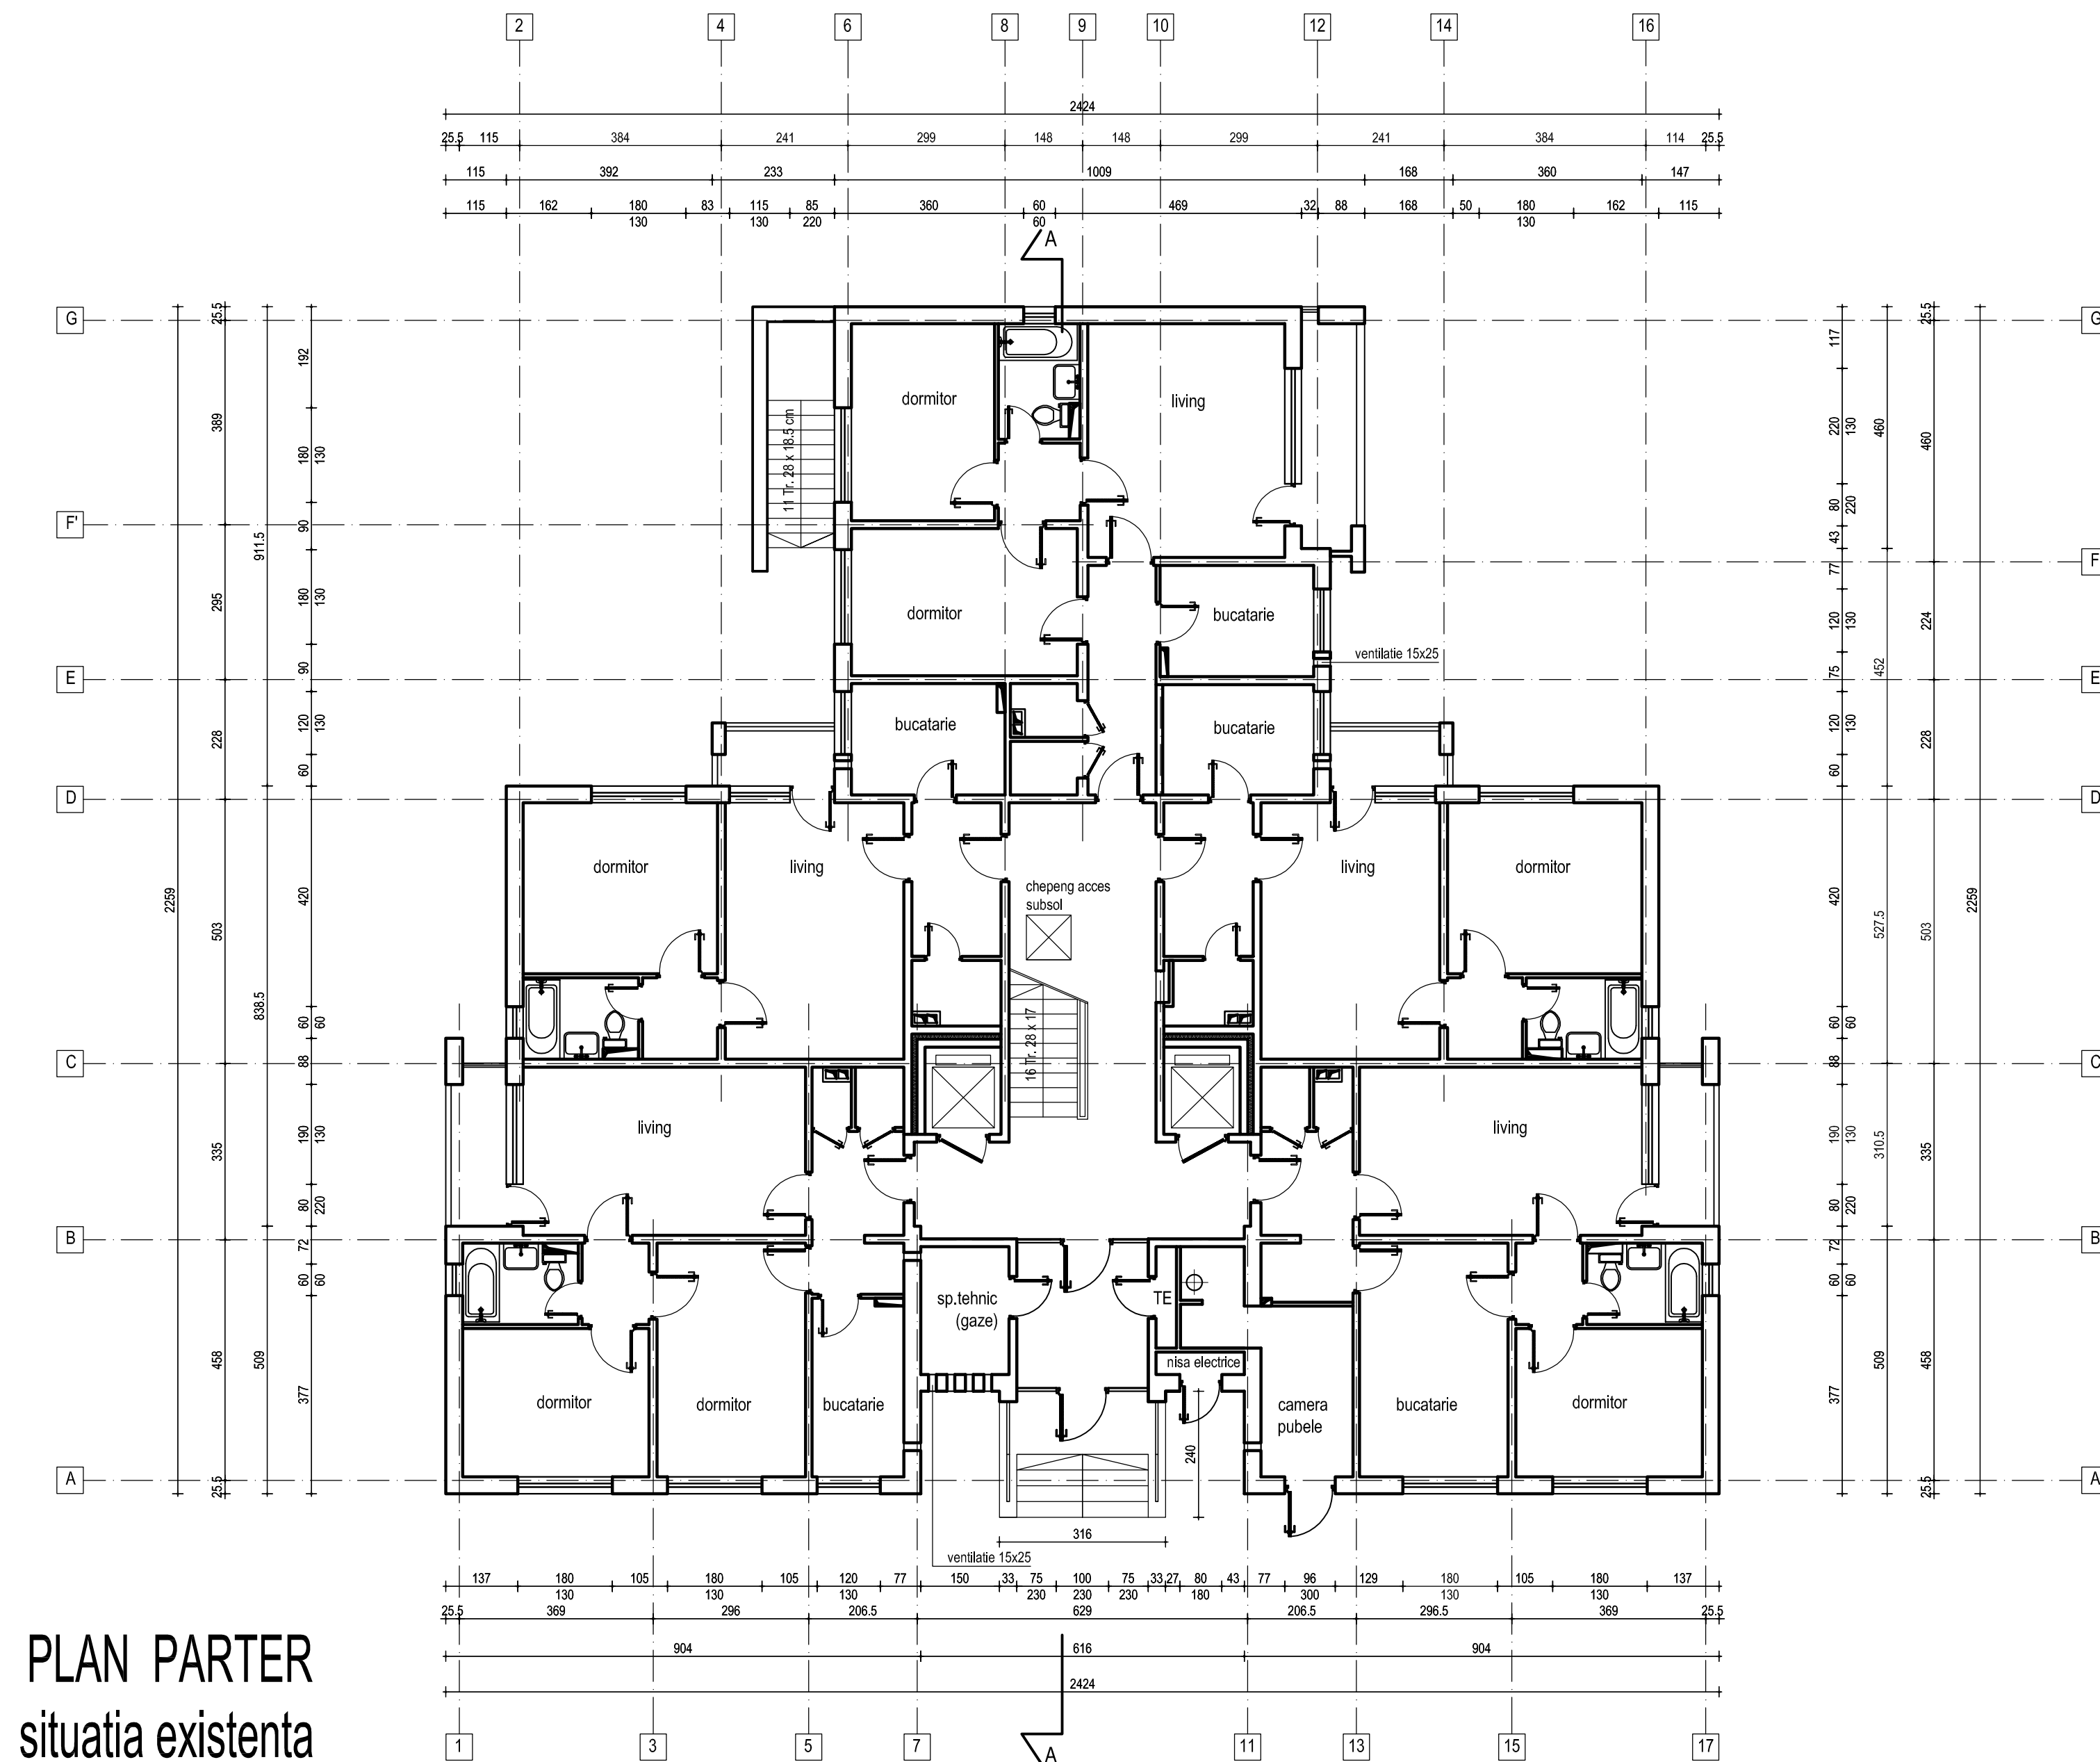 2 4 6 8 9 10 12 14 16
2424
25.5 115 384 241 299 148 148 299 241 384 114 25.5
115 392 233 1009 168 360 147
115 162 180 83 115 85 360 60 469 32 88 168 50 180 162 115
130 130 220 60 130
A
G G
F'
F
E E
D D
C C
B B
A A
25.5 389 295 228 503 335 458 25.5
2259
911.5 838.5 509
192 180 90 180 90 120 60 420 60 88 190 80 72 60 377
130 130 130 60 130 220 60
117 220 80 43 77 120 75 120 60 420 60 88 190 80 72 60 377
130 220 130 130 60 130 220 60
460 452 527.5 310.5 509
25.5 460 224 228 503 335 458 25.5
2259
11 Tr. 28 x 18.5 cm
dormitor
living
dormitor
bucatarie
ventilatie 15x25
bucatarie
bucatarie
dormitor
living
living
dormitor
chepeng acces
subsol
16 Tr. 28 x 17
living
living
sp.tehnic
(gaze)
TE
nisa electrice
dormitor
dormitor
bucatarie
camera
pubele
bucatarie
dormitor
240
316
ventilatie 15x25
137 180 105 180 105 120 77 150 33 75 100 75 33 27 80 43 77 96 129 180 105 180 137
130 130 130 230 230 230 180 300 130 130
25.5 369 296 206.5 629 206.5 296.5 369 25.5
904 616 904
2424
1 3 5 7 11 13 15 17
A
PLAN PARTER
situatia existenta